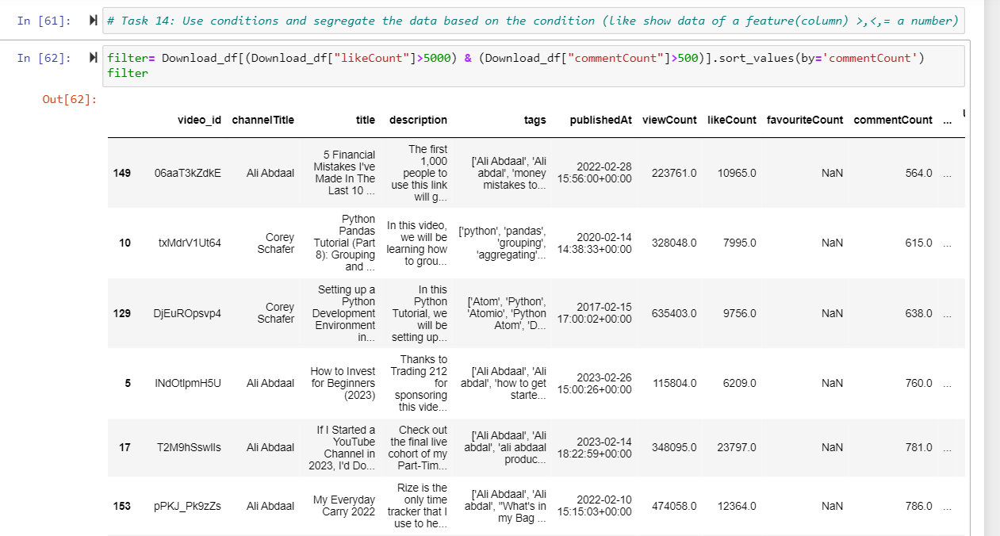 In [61]:
# Task 14: Use conditions and segregate the data based on the condition (like show data of a feature(column) >,<,= a number)
In [62]:
filter= Download_df[(Download_df["likeCount"]>5000) & (Download_df["commentCount"]>500)].sort_values(by='commentCount')
filter
Out[62]:
video_id channelTitle title description tags publishedAt viewCount likeCount favouriteCount commentCount ...
149 06aaT3kZdkE Ali Abdaal
5 Financial
Mistakes I've
Made In The
Last 10 ...
The first
1,000
people to
use this link
will g...
['Ali Abdaal', 'Ali
abdal', 'money
mistakes to...
2022-02-28
15:56:00+00:00
223761.0 10965.0 NaN 564.0 ...
10 txMdrV1Ut64
Corey
Schafer
Python
Pandas
Tutorial (Part
8): Grouping
and ...
In this video,
we will be
learning how
to grou...
['python', 'pandas',
'grouping',
'aggregating'...
2020-02-14
14:38:33+00:00
328048.0 7995.0 NaN 615.0 ...
129 DjEuROpsvp4
Corey
Schafer
Setting up a
Python
Development
Environment
in...
In this
Python
Tutorial, we
will be
setting up...
['Atom', 'Python',
'Atomio', 'Python
Atom', 'D...
2017-02-15
17:00:02+00:00
635403.0 9756.0 NaN 638.0 ...
5 lNdOtlpmH5U Ali Abdaal
How to Invest
for Beginners
(2023)
Thanks to
Trading 212
for
sponsoring
this vide...
['Ali Abdaal', 'Ali
abdal', 'how to get
starte...
2023-02-26
15:00:26+00:00
115804.0 6209.0 NaN 760.0 ...
17 T2M9hSswlIs Ali Abdaal
If I Started a
YouTube
Channel in
2023, I'd Do...
Check out
the final live
cohort of my
Part-Tim...
['Ali Abdaal', 'Ali
abdal', 'ali abdaal
produc...
2023-02-14
18:22:59+00:00
348095.0 23797.0 NaN 781.0 ...
153 pPKJ_Pk9zZs Ali Abdaal
My Everyday
Carry 2022
Rize is the
only time
tracker that I
use to he...
['Ali Abdaal', 'Ali
abdal', "What's in
my Bag ...
2022-02-10
15:15:03+00:00
474058.0 12364.0 NaN 786.0 ...